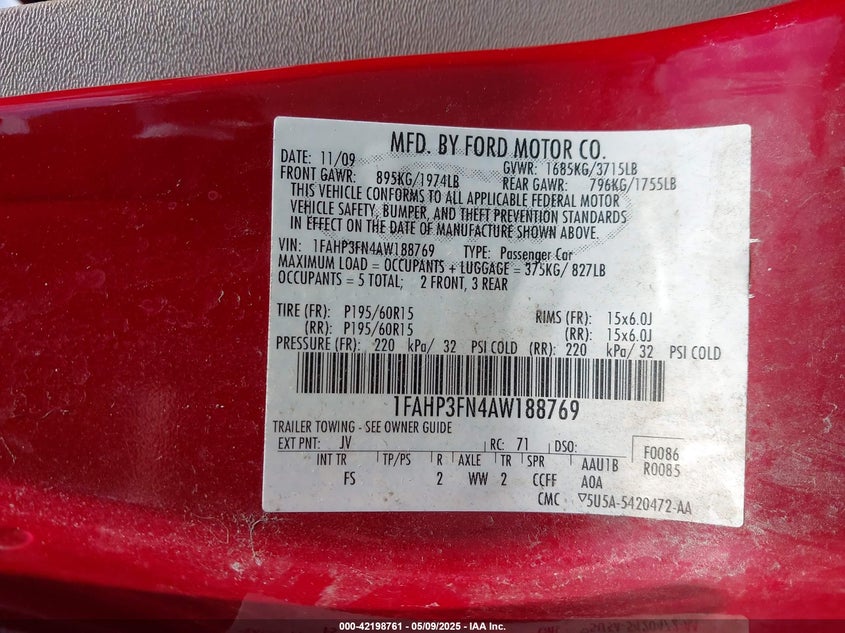 MFD. BY FORD MOTOR CO.
DATE: 11/09 GVWR: 1685KG/3715LB
FRONT GAWR: 895KG/1974LB REAR GAWR: 796KG/1755LB
THIS VEHICLE CONFORMS TO ALL APPLICABLE FEDERAL MOTOR
VEHICLE SAFETY, BUMPER, AND THEFT PREVENTION STANDARDS
IN EFFECT ON THE DATE OF MANUFACTURE SHOWN ABOVE.
VIN: 1FAHP3FN4AW188769 TYPE: Passenger Car
MAXIMUM LOAD = OCCUPANTS + LUGGAGE = 375KG/ 827LB
OCCUPANTS = 5 TOTAL; 2 FRONT, 3 REAR
TIRE (FR): P195/60R15 RIMS (FR): 15x6.0J
(RR): P195/60R15 (RR): 15x6.0J
PRESSURE (FR): 220 kPa/ 32 PSI COLD (RR): 220 kPa/ 32 PSI COLD
1FAHP3FN4AW188769
TRAILER TOWING - SEE OWNER GUIDE
EXT PNT: JV RC: 71 DSO: F0086
R0085
INT TR TP/PS R AXLE TR SPR AAU1B
FS 2 WW 2 CCFF AOA
CMC ▽5U5A-5420472-AA
000-42198761 - 05/09/2025 - IAA Inc.